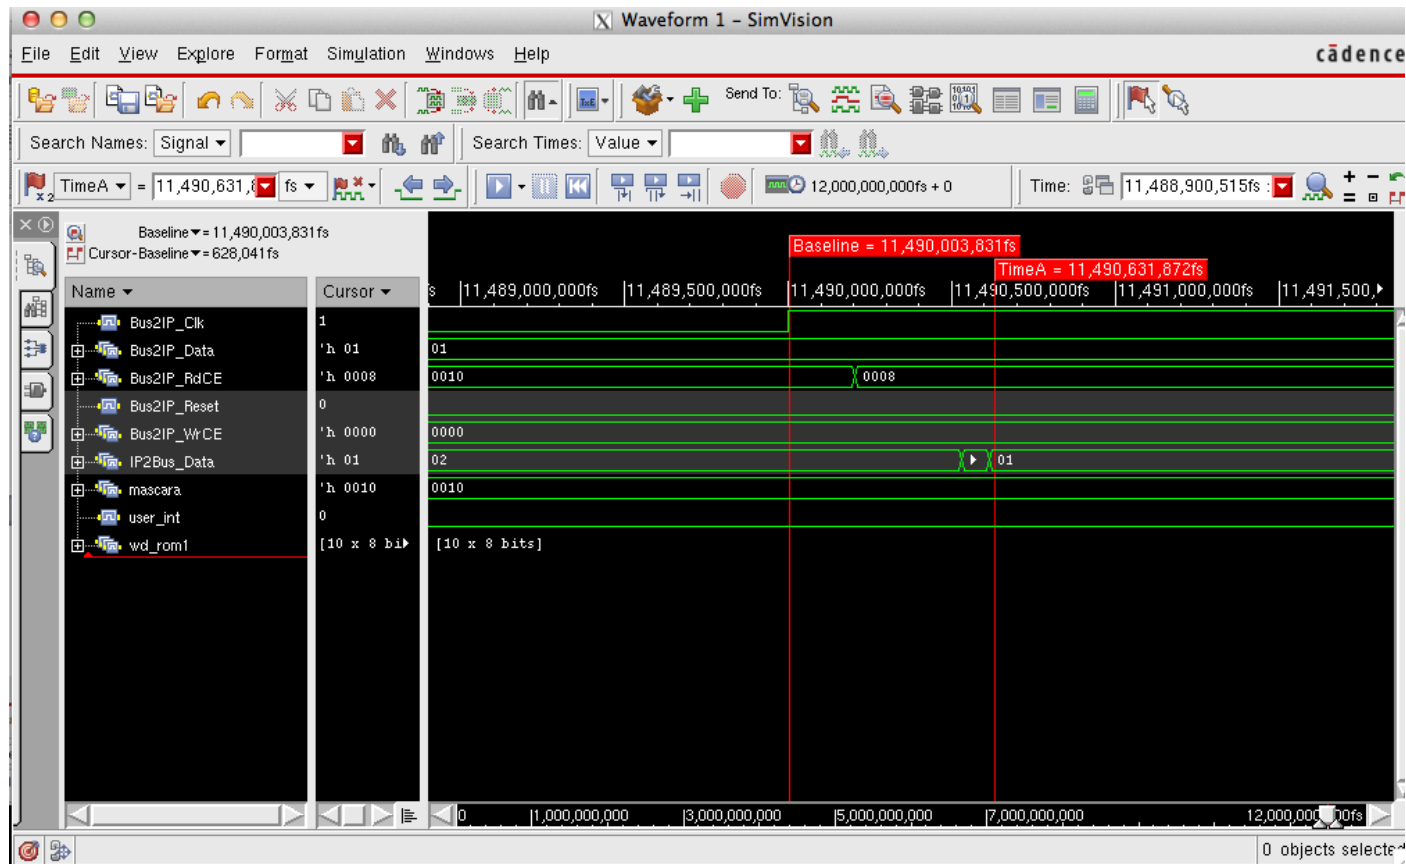 Waveform 1 – SimVision
File Edit View Explore Format Simulation Windows Help
cādence
Send To:
Search Names: Signal
Search Times: Value
TimeA = 11,490,631,8 fs
12,000,000,000fs + 0
Time: 11,488,900,515fs :
Baseline = 11,490,003,831fs
Cursor-Baseline = 628,041fs
Baseline = 11,490,003,831fs
TimeA = 11,490,631,872fs
Name Cursor
s 11,489,000,000fs 11,489,500,000fs 11,490,000,000fs 11,490,500,000fs 11,491,000,000fs 11,491,500,
Bus2IP_Clk 1
Bus2IP_Data 'h 01 01
Bus2IP_RdCE 'h 0008 0010 0008
Bus2IP_Reset 0
Bus2IP_WrCE 'h 0000 0000
IP2Bus_Data 'h 01 02 01
mascara 'h 0010 0010
user_int 0
wd_rom1 [10 x 8 bi [10 x 8 bits]
0 1,000,000,000 3,000,000,000 5,000,000,000 7,000,000,000 12,000,000,000fs
0 objects selected